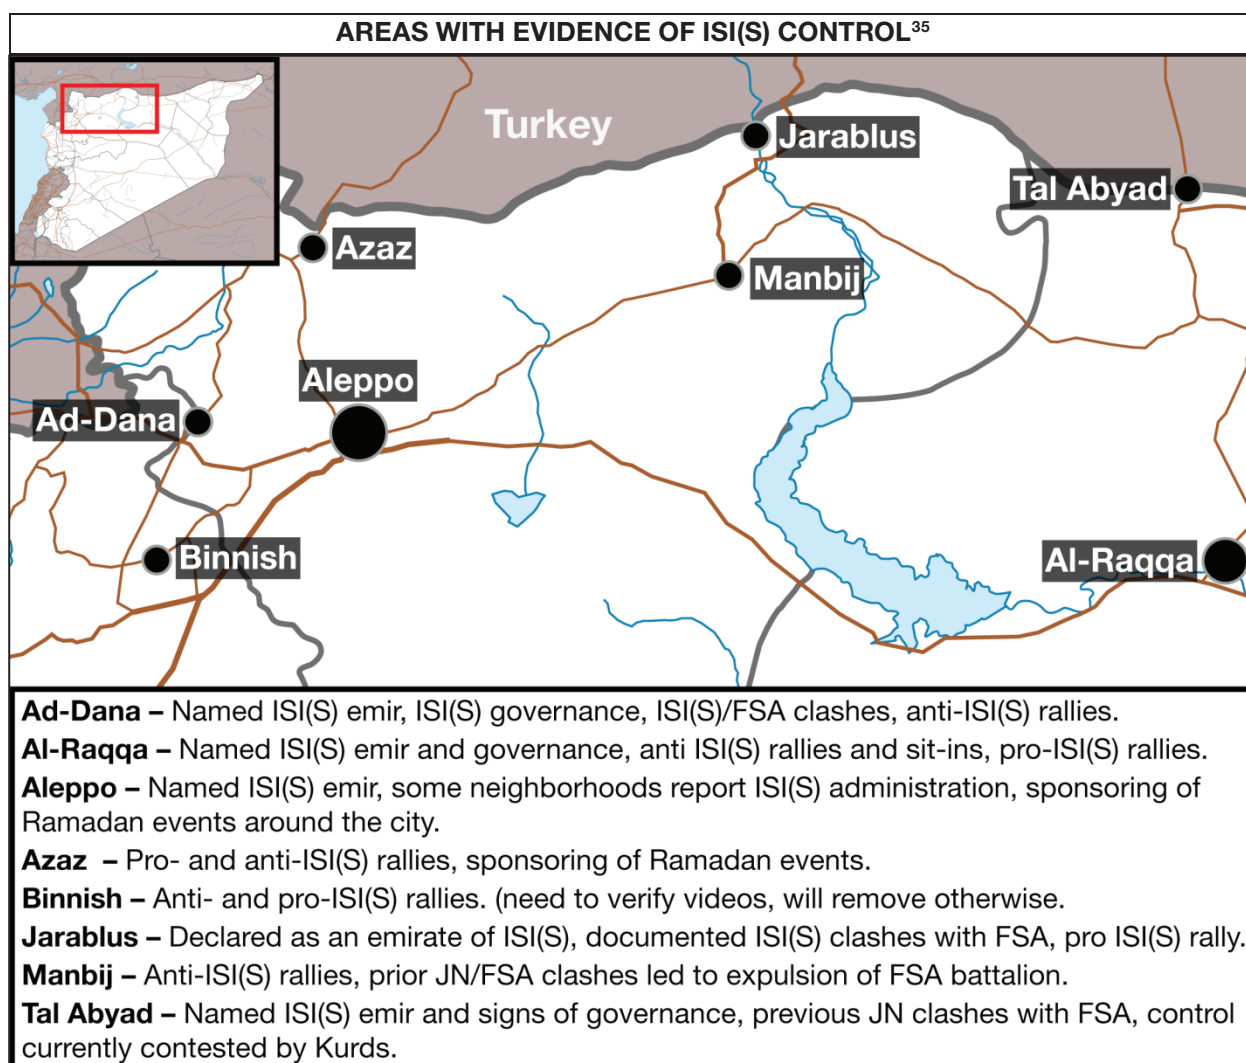 AREAS WITH EVIDENCE OF ISI(S) CONTROL³⁵
Turkey
Jarablus
Tal Abyad
Azaz
Manbij
Aleppo
Ad-Dana
Binnish
Al-Raqqa
Ad-Dana – Named ISI(S) emir, ISI(S) governance, ISI(S)/FSA clashes, anti-ISI(S) rallies.
Al-Raqqa – Named ISI(S) emir and governance, anti ISI(S) rallies and sit-ins, pro-ISI(S) rallies.
Aleppo – Named ISI(S) emir, some neighborhoods report ISI(S) administration, sponsoring of
Ramadan events around the city.
Azaz – Pro- and anti-ISI(S) rallies, sponsoring of Ramadan events.
Binnish – Anti- and pro-ISI(S) rallies. (need to verify videos, will remove otherwise.
Jarablus – Declared as an emirate of ISI(S), documented ISI(S) clashes with FSA, pro ISI(S) rally.
Manbij – Anti-ISI(S) rallies, prior JN/FSA clashes led to expulsion of FSA battalion.
Tal Abyad – Named ISI(S) emir and signs of governance, previous JN clashes with FSA, control
currently contested by Kurds.